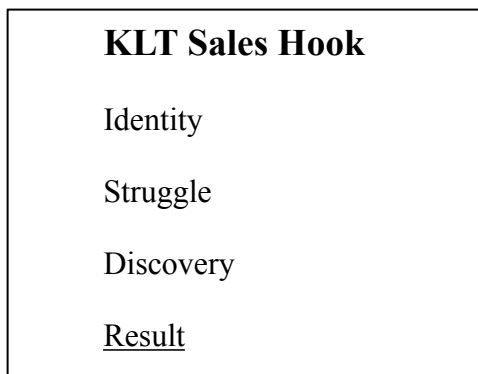 KLT Sales Hook
Identity
Struggle
Discovery
Result